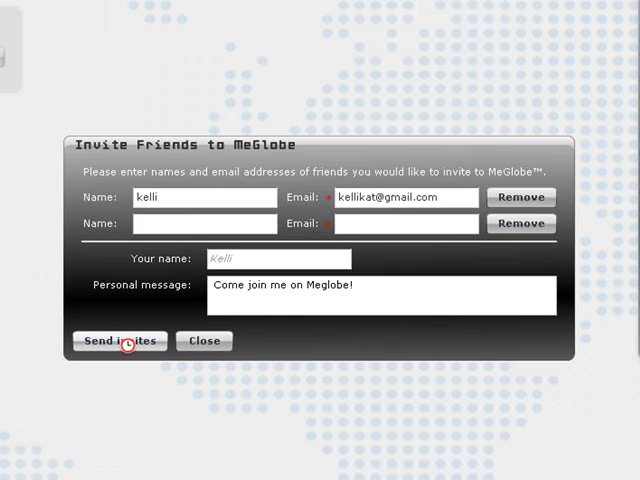 Invite Friends to MeGlobe
Please enter names and email addresses of friends you would like to invite to MeGlobe™.
Name: kelli Email: * kellikat@gmail.com Remove
Name: Email: * Remove
Your name: Kelli
Personal message: Come join me on Meglobe!
Send invites Close